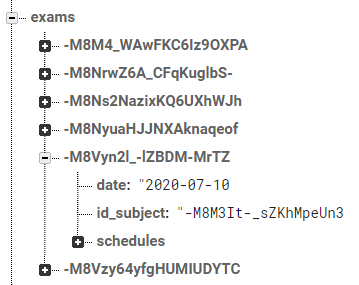 exams
-M8M4_WAwFKC6Iz9OXPA
-M8NrwZ6A_CFqKuglbS-
-M8Ns2NazixKQ6UXhWJh
-M8NyuaHJJNXAknaqeof
-M8Vyn2l_-lZBDM-MrTZ
date: "2020-07-10
id_subject: "-M8M3It-_sZKhMpeUn3
schedules
-M8Vzy64yfgHUMIUDYTC